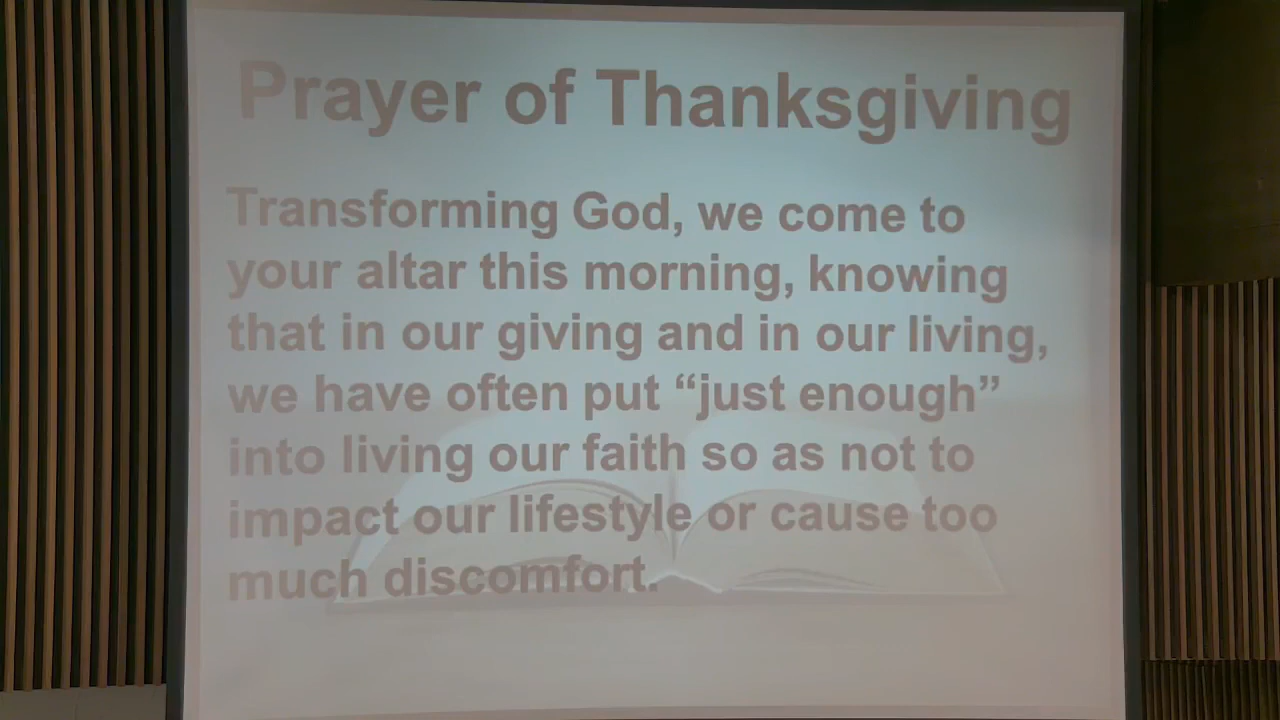 Prayer of Thanksgiving
Transforming God, we come to
your altar this morning, knowing
that in our giving and in our living,
we have often put “just enough”
into living our faith so as not to
impact our lifestyle or cause too
much discomfort.